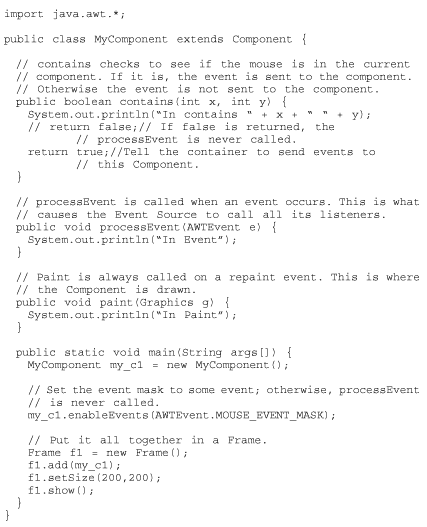 import java.awt.*;

public class MyComponent extends Component {

  // contains checks to see if the mouse is in the current
  // component. If it is, the event is sent to the component.
  // Otherwise the event is not sent to the component.
  public boolean contains(int x, int y) {
    System.out.println(“In contains “ + x + “ “ + y);
    // return false;// If false is returned, the
           // processEvent is never called.
    return true;//Tell the container to send events to
           // this Component.
  }

  // processEvent is called when an event occurs. This is what
  // causes the Event Source to call all its listeners.
  public void processEvent(AWTEvent e) {
    System.out.println(“In Event”);
  }

  // Paint is always called on a repaint event. This is where
  // the Component is drawn.
  public void paint(Graphics g) {
    System.out.println(“In Paint”);
  }

  public static void main(String args[]) {
    MyComponent my_c1 = new MyComponent();

    // Set the event mask to some event; otherwise, processEvent
    // is never called.
    my_c1.enableEvents(AWTEvent.MOUSE_EVENT_MASK);

    // Put it all together in a Frame.
    Frame f1 = new Frame();
    f1.add(my_c1);
    f1.setSize(200,200);
    f1.show();
  }
}